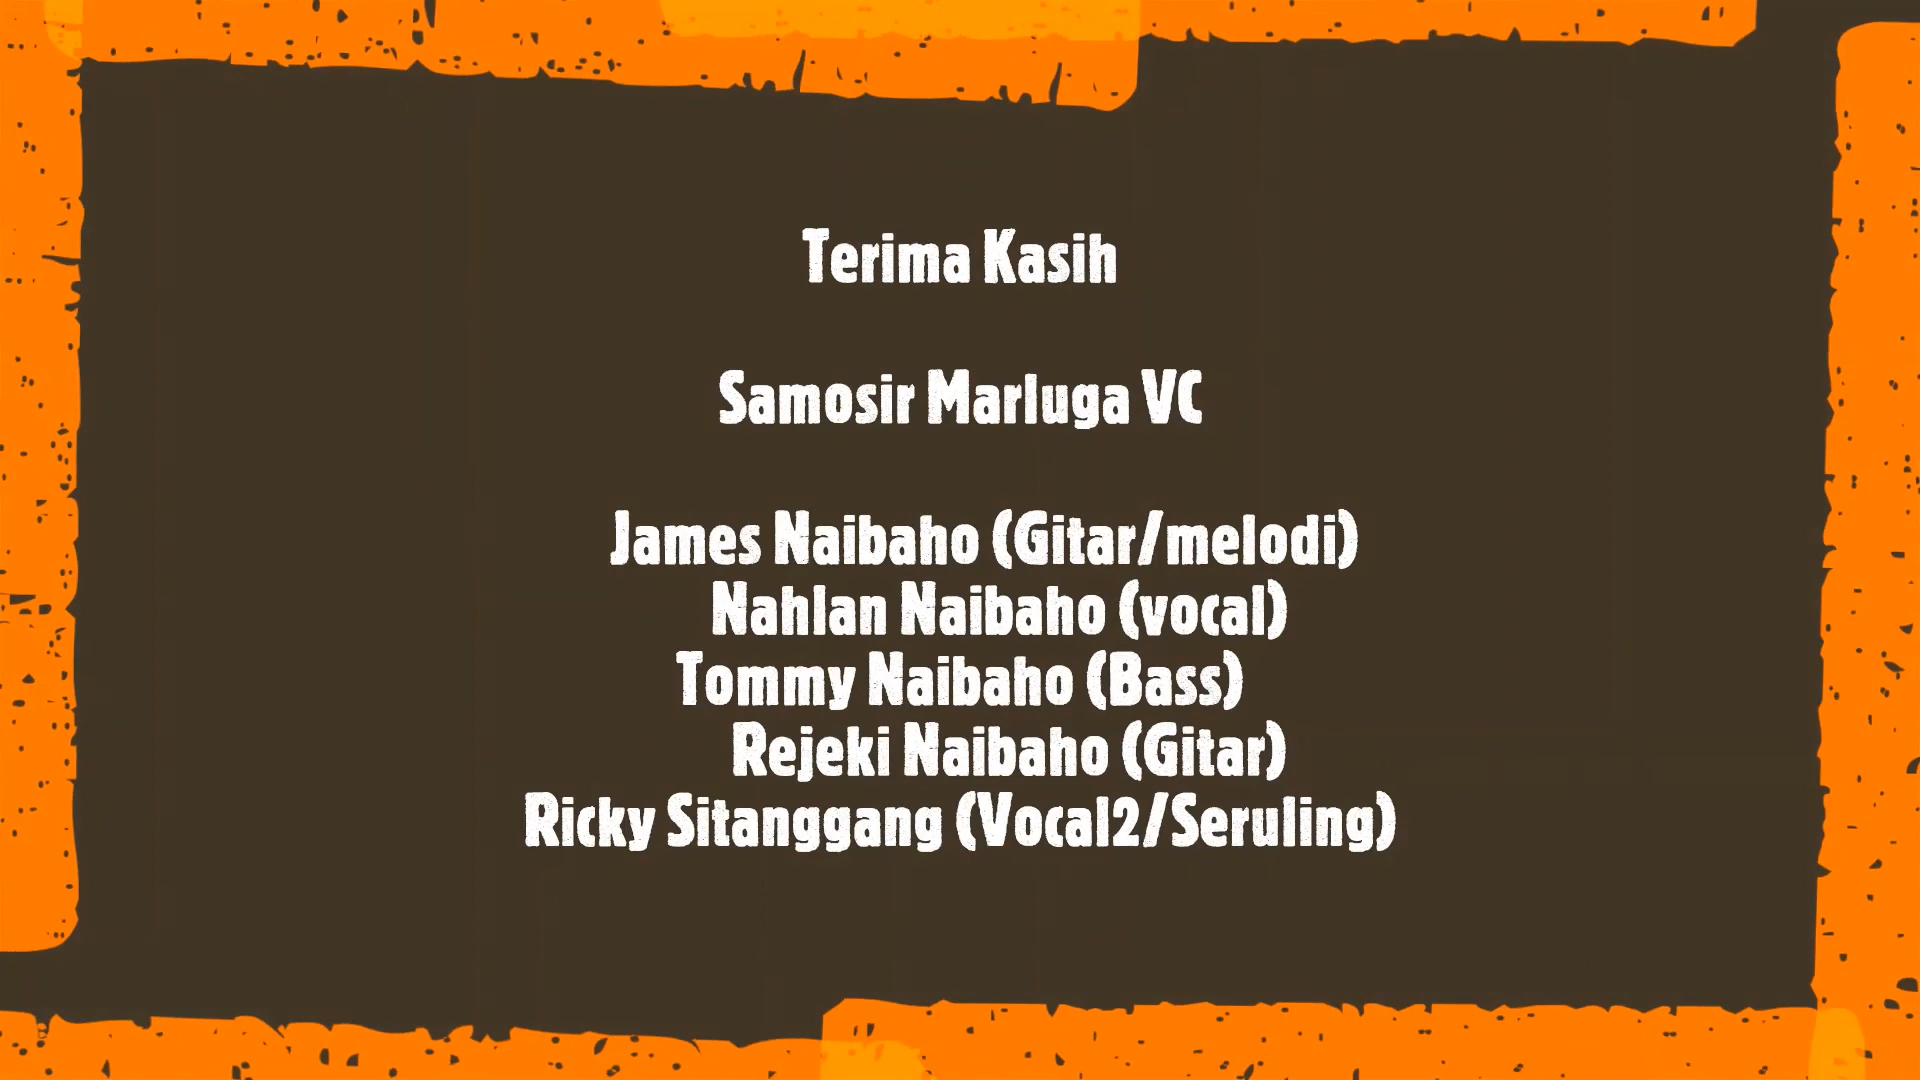 Terima Kasih
Samosir Marluga VC
James Naibaho (Gitar/melodi)
Nahlan Naibaho (vocal)
Tommy Naibaho (Bass)
Rejeki Naibaho (Gitar)
Ricky Sitanggang (Vocal2/Seruling)